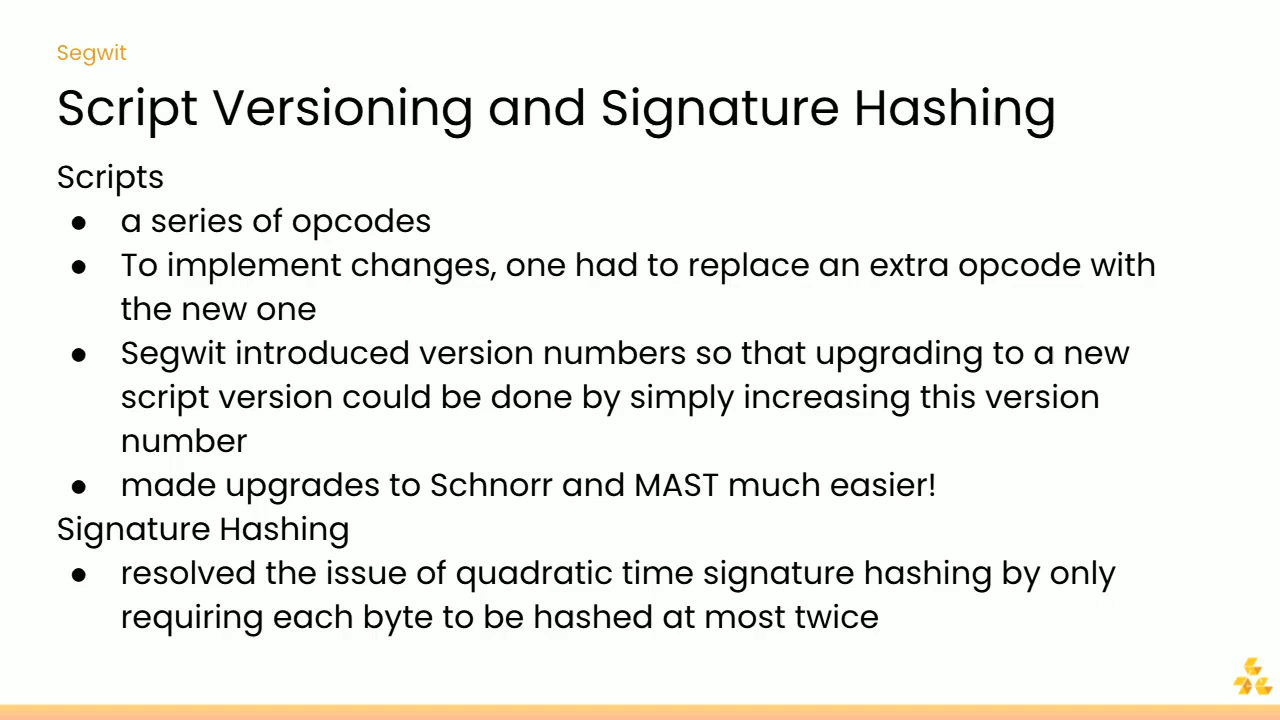 Segwit
Script Versioning and Signature Hashing
Scripts
● a series of opcodes
● To implement changes, one had to replace an extra opcode with
the new one
● Segwit introduced version numbers so that upgrading to a new
script version could be done by simply increasing this version
number
● made upgrades to Schnorr and MAST much easier!
Signature Hashing
● resolved the issue of quadratic time signature hashing by only
requiring each byte to be hashed at most twice